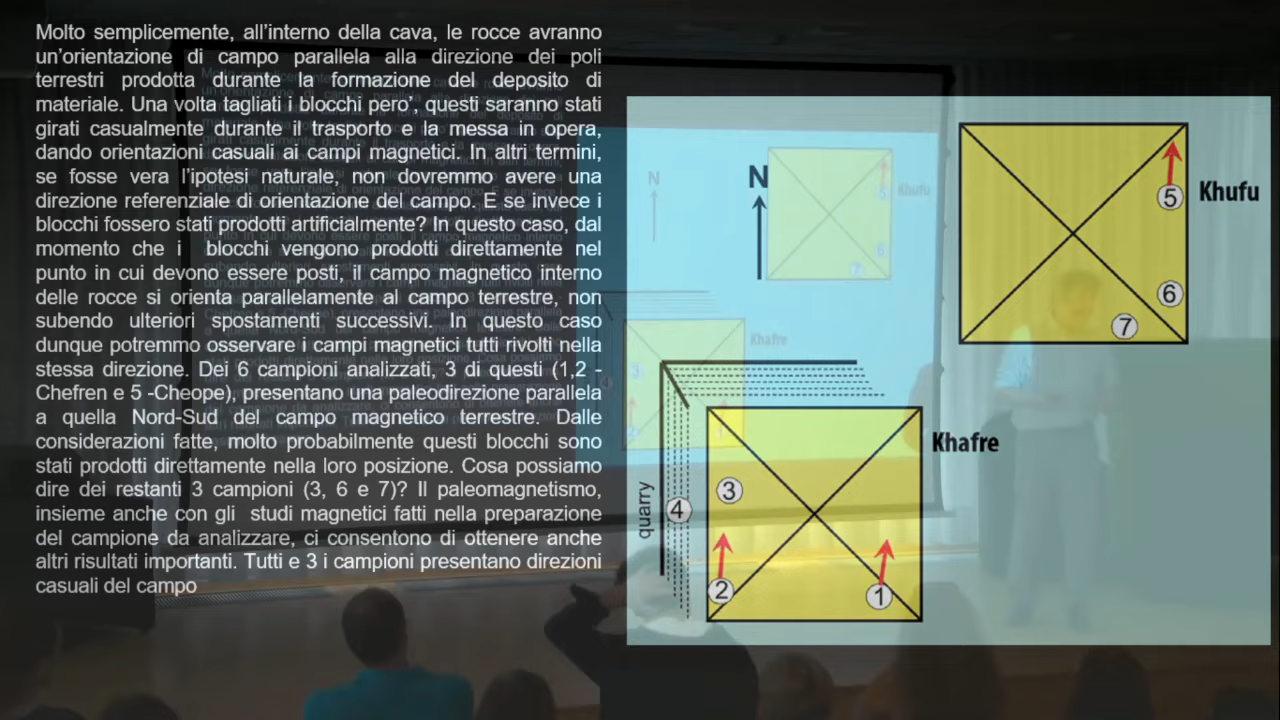 Molto semplicemente, all'interno della cava, le rocce avranno
un'orientazione di campo parallela alla direzione dei poli
terrestri prodotta durante la formazione del deposito di
materiale. Una volta tagliati i blocchi pero', questi saranno stati
girati casualmente durante il trasporto e la messa in opera,
dando orientazioni casuali ai campi magnetici. In altri termini,
se fosse vera l'ipotesi naturale, non dovremmo avere una
direzione referenziale di orientazione del campo. E se invece i
blocchi fossero stati prodotti artificialmente? In questo caso, dal
momento che i blocchi vengono prodotti direttamente nel
punto in cui devono essere posti, il campo magnetico interno
delle rocce si orienta parallelamente al campo terrestre, non
subendo ulteriori spostamenti successivi. In questo caso
dunque potremmo osservare i campi magnetici tutti rivolti nella
stessa direzione. Dei 6 campioni analizzati, 3 di questi (1,2 -
Chefren e 5 -Cheope), presentano una paleodirezione parallela
a quella Nord-Sud del campo magnetico terrestre. Dalle
considerazioni fatte, molto probabilmente questi blocchi sono
stati prodotti direttamente nella loro posizione. Cosa possiamo
dire dei restanti 3 campioni (3, 6 e 7)? Il paleomagnetismo,
insieme anche con gli studi magnetici fatti nella preparazione
del campione da analizzare, ci consentono di ottenere anche
altri risultati importanti. Tutti e 3 i campioni presentano direzioni
casuali del campo
N
N
5
Khufu
6
7
Khufu
6
7
Khafre
3
Khafre
quarry
4
3
2
1